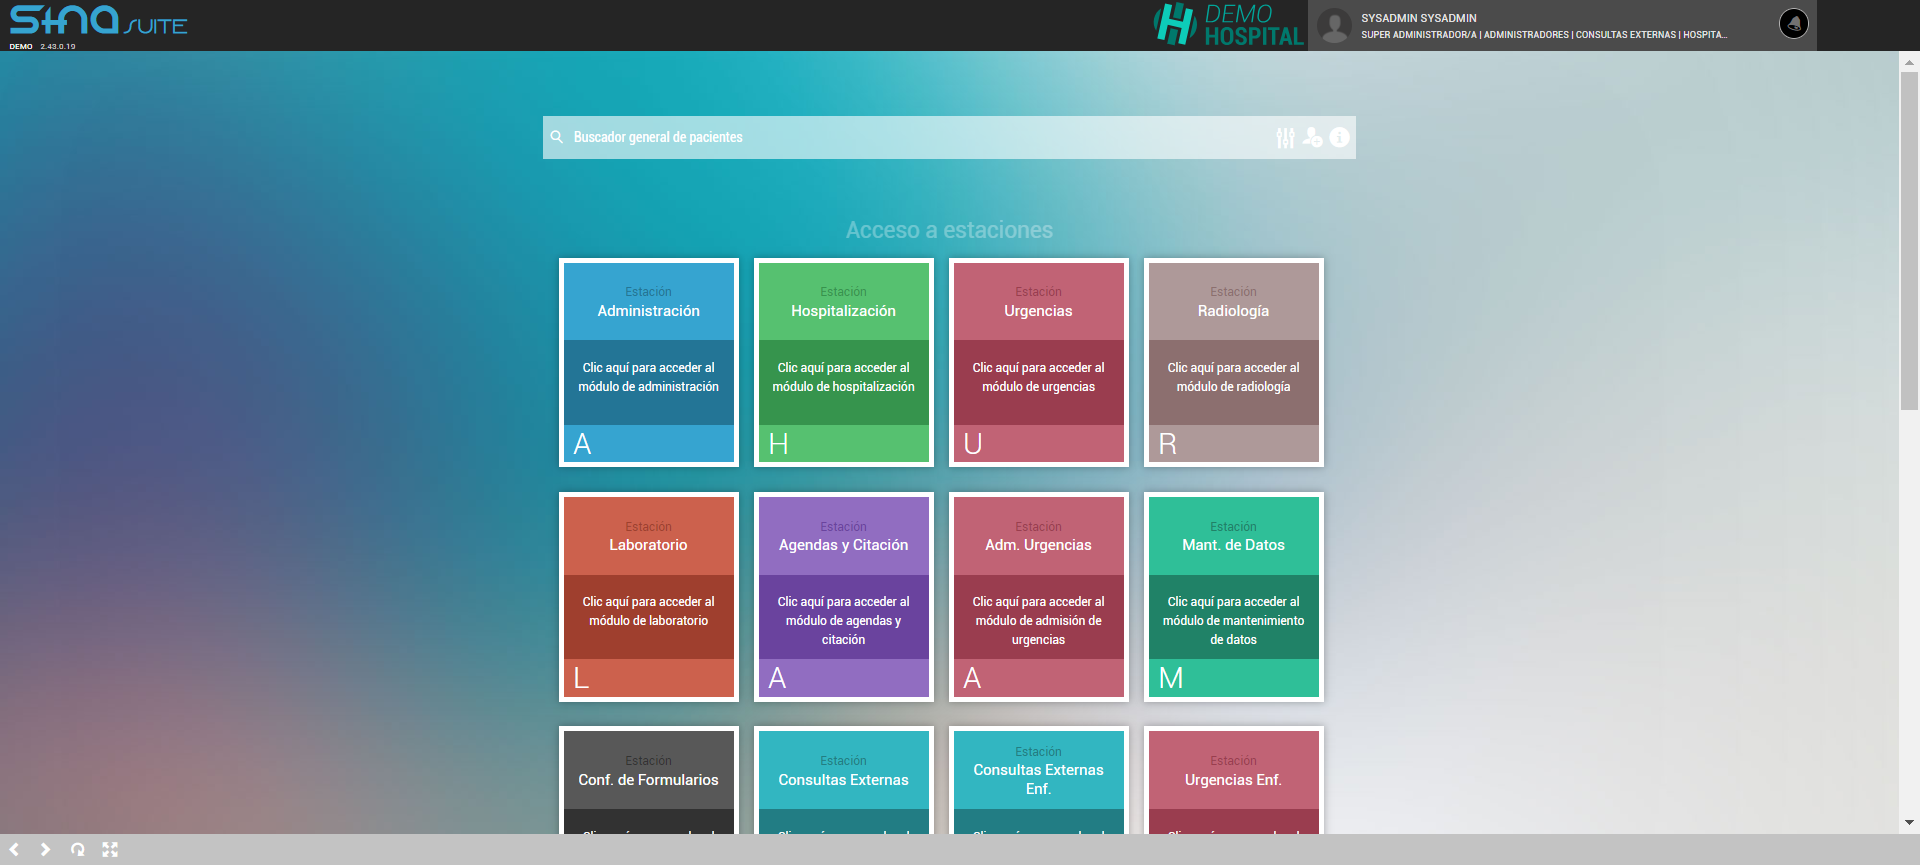 Sina SUITE
DEMO 2.43.0.19
DEMO
HOSPITAL
SYSADMIN SYSADMIN
SUPER ADMINISTRADOR/A | ADMINISTRADORES | CONSULTAS EXTERNAS | HOSPITA...
Buscador general de pacientes
Acceso a estaciones
Estación
Administración
Clic aquí para acceder al
módulo de administración
A
Estación
Hospitalización
Clic aquí para acceder al
módulo de hospitalización
H
Estación
Urgencias
Clic aquí para acceder al
módulo de urgencias
U
Estación
Radiología
Clic aquí para acceder al
módulo de radiología
R
Estación
Laboratorio
Clic aquí para acceder al
módulo de laboratorio
L
Estación
Agendas y Citación
Clic aquí para acceder al
módulo de agendas y
citación
A
Estación
Adm. Urgencias
Clic aquí para acceder al
módulo de admisión de
urgencias
A
Estación
Mant. de Datos
Clic aquí para acceder al
módulo de mantenimiento
de datos
M
Estación
Conf. de Formularios
Estación
Consultas Externas
Estación
Consultas Externas
Enf.
Estación
Urgencias Enf.